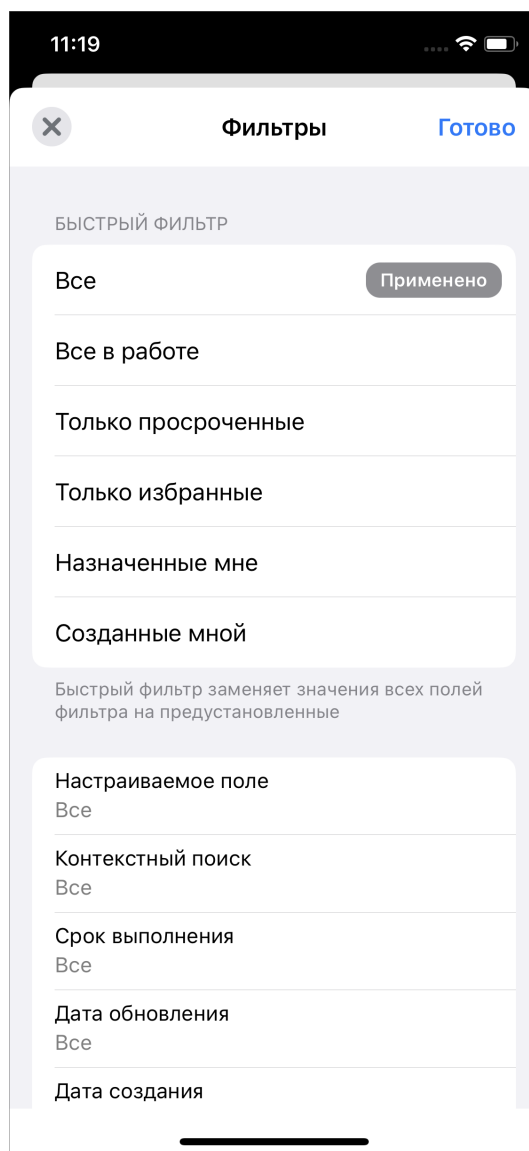 11:19
Фильтры
Готово
БЫСТРЫЙ ФИЛЬТР
Все
Применено
Все в работе
Только просроченные
Только избранные
Назначенные мне
Созданные мной
Быстрый фильтр заменяет значения всех полей
фильтра на предустановленные
Настраиваемое поле
Все
Контекстный поиск
Все
Срок выполнения
Все
Дата обновления
Все
Дата создания